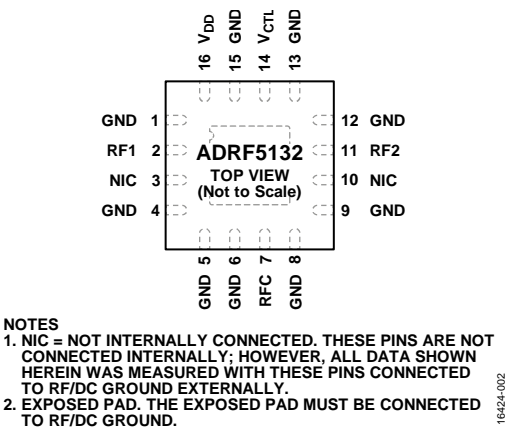 16 VDD
15 GND
14 VCTL
13 GND
GND 1
RF1 2
NIC 3
GND 4
12 GND
11 RF2
10 NIC
9 GND
ADRF5132
TOP VIEW
(Not to Scale)
GND 5
GND 6
RFC 7
GND 8
NOTES
1. NIC = NOT INTERNALLY CONNECTED. THESE PINS ARE NOT
CONNECTED INTERNALLY; HOWEVER, ALL DATA SHOWN
HEREIN WAS MEASURED WITH THESE PINS CONNECTED
TO RF/DC GROUND EXTERNALLY.
2. EXPOSED PAD. THE EXPOSED PAD MUST BE CONNECTED
TO RF/DC GROUND.
16424-002